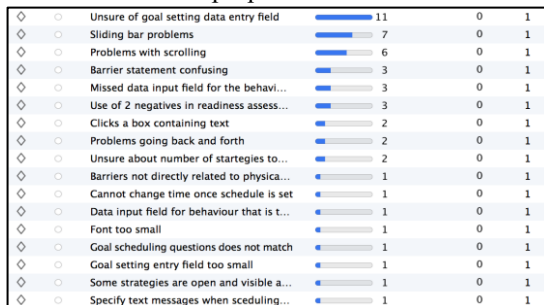 Unsure of goal setting data entry field 11 0 1
Sliding bar problems 7 0 1
Problems with scrolling 6 0 1
Barrier statement confusing 3 0 1
Missed data input field for the behavi... 3 0 1
Use of 2 negatives in readiness assess... 3 0 1
Clicks a box containing text 2 0 1
Problems going back and forth 2 0 1
Unsure about number of startegies to... 2 0 1
Barriers not directly related to physica... 1 0 1
Cannot change time once schedule is set 1 0 1
Data input field for behaviour that is t... 1 0 1
Font too small 1 0 1
Goal scheduling questions does not match 1 0 1
Goal setting entry field too small 1 0 1
Some strategies are open and visible a... 1 0 1
Specify text messages when sceduling... 1 0 1